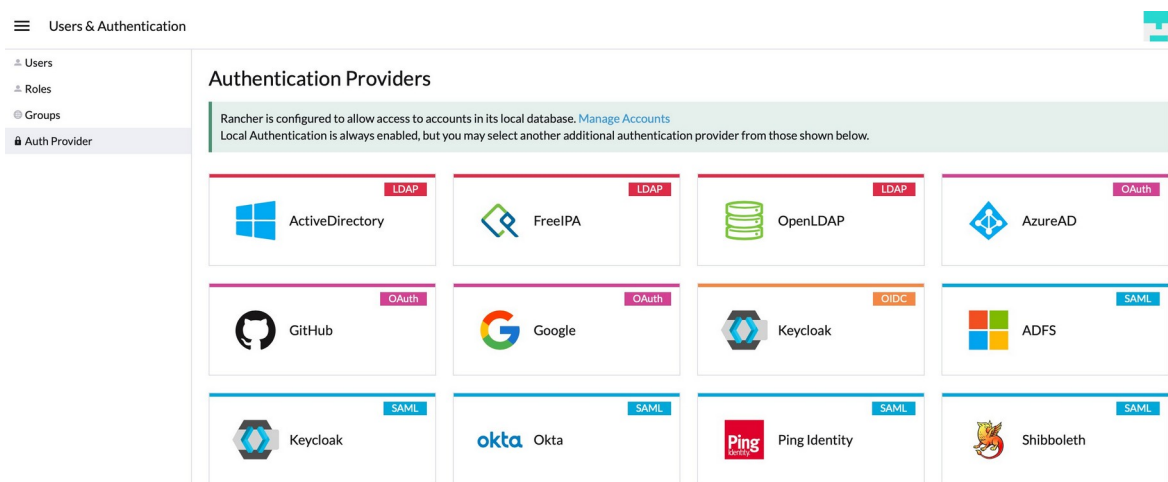 Users & Authentication
Users
Roles
Groups
Auth Provider
Authentication Providers
Rancher is configured to allow access to accounts in its local database. Manage Accounts
Local Authentication is always enabled, but you may select another additional authentication provider from those shown below.
LDAP
ActiveDirectory
LDAP
FreeIPA
LDAP
OpenLDAP
OAuth
AzureAD
OAuth
GitHub
OAuth
Google
OIDC
Keycloak
SAML
ADFS
SAML
Keycloak
SAML
okta Okta
SAML
Ping
Identity
Ping Identity
SAML
Shibboleth